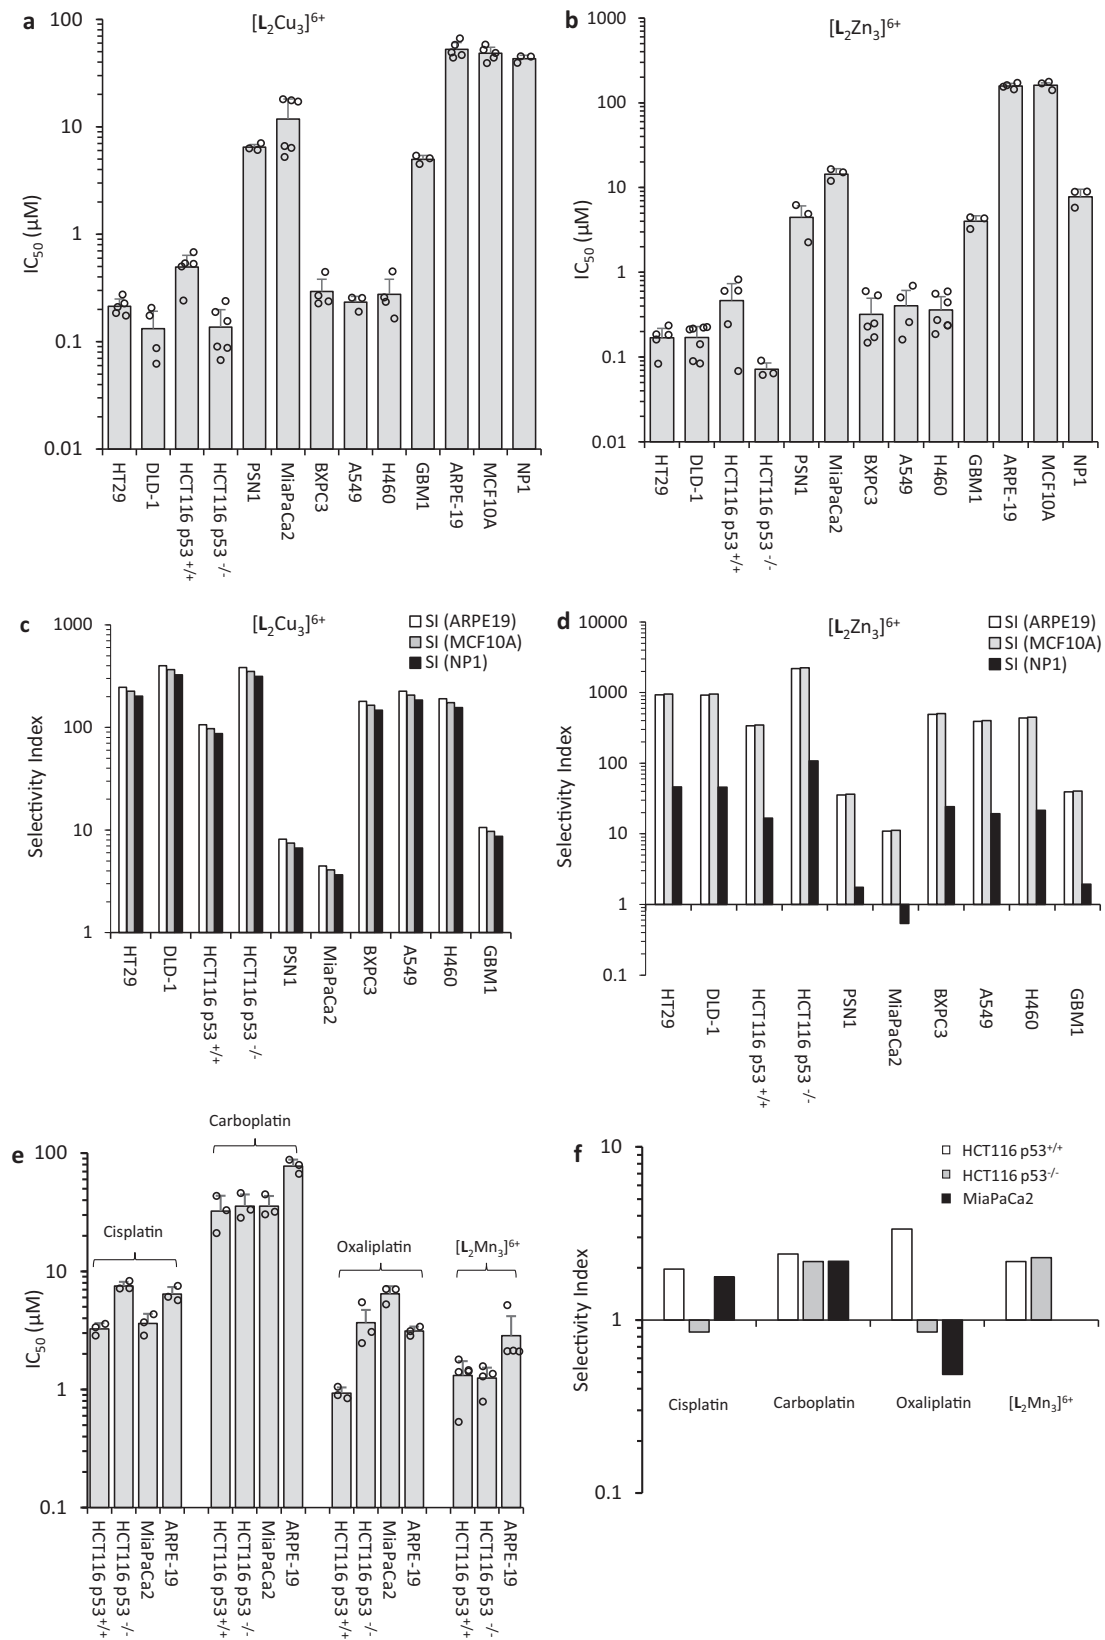 a
[L₂Cu₃]⁶⁺
100
10
1
0.1
0.01
IC₅₀ (µM)
HT29
DLD-1
HCT116 p53 +/+
HCT116 p53 -/-
PSN1
MiaPaCa2
BXPC3
A549
H460
GBM1
ARPE-19
MCF10A
NP1
b
[L₂Zn₃]⁶⁺
1000
100
10
1
0.1
0.01
IC₅₀ (µM)
HT29
DLD-1
HCT116 p53 +/+
HCT116 p53 -/-
PSN1
MiaPaCa2
BXPC3
A549
H460
GBM1
ARPE-19
MCF10A
NP1
c
[L₂Cu₃]⁶⁺
SI (ARPE19)
SI (MCF10A)
SI (NP1)
1000
100
10
1
Selectivity Index
HT29
DLD-1
HCT116 p53 +/+
HCT116 p53 -/-
PSN1
MiaPaCa2
BXPC3
A549
H460
GBM1
d
[L₂Zn₃]⁶⁺
SI (ARPE19)
SI (MCF10A)
SI (NP1)
10000
1000
100
10
1
0.1
Selectivity Index
HT29
DLD-1
HCT116 p53 +/+
HCT116 p53 -/-
PSN1
MiaPaCa2
BXPC3
A549
H460
GBM1
e
Cisplatin
Carboplatin
Oxaliplatin
[L₂Mn₃]⁶⁺
100
10
1
0.1
IC₅₀ (µM)
HCT116 p53+/+
HCT116 p53 -/-
MiaPaCa2
ARPE-19
HCT116 p53+/+
HCT116 p53 -/-
MiaPaCa2
ARPE-19
HCT116 p53+/+
HCT116 p53 -/-
MiaPaCa2
ARPE-19
HCT116 p53+/+
HCT116 p53 -/-
ARPE-19
f
HCT116 p53⁺/⁺
HCT116 p53⁻/⁻
MiaPaCa2
10
1
0.1
Selectivity Index
Cisplatin
Carboplatin
Oxaliplatin
[L₂Mn₃]⁶⁺